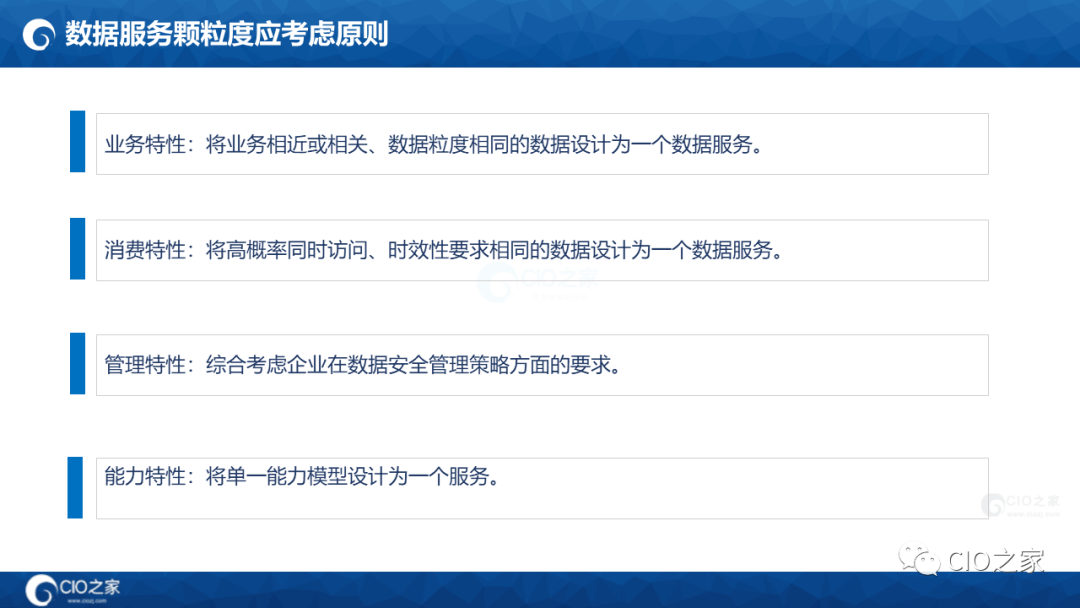 数据服务颗粒度应考虑原则
业务特性：将业务相近或相关、数据粒度相同的数据设计为一个数据服务。
消费特性：将高概率同时访问、时效性要求相同的数据设计为一个数据服务。
CIO之家
管理特性：综合考虑企业在数据安全管理策略方面的要求。
能力特性：将单一能力模型设计为一个服务。
CIO之家
www.ciozj.com
CIO之家
CIO之家
www.ciozj.com